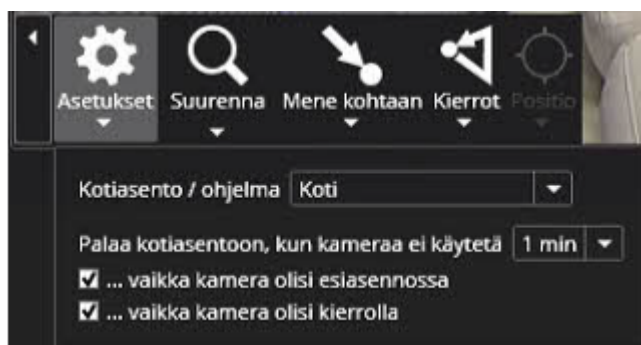 Asetukset Suurenna Mene kohtaan Kierrot Positio
Kotiasento / ohjelma Koti
Palaa kotiasentoon, kun kameraa ei käytetä 1 min
... vaikka kamera olisi esiasennossa
... vaikka kamera olisi kierrolla